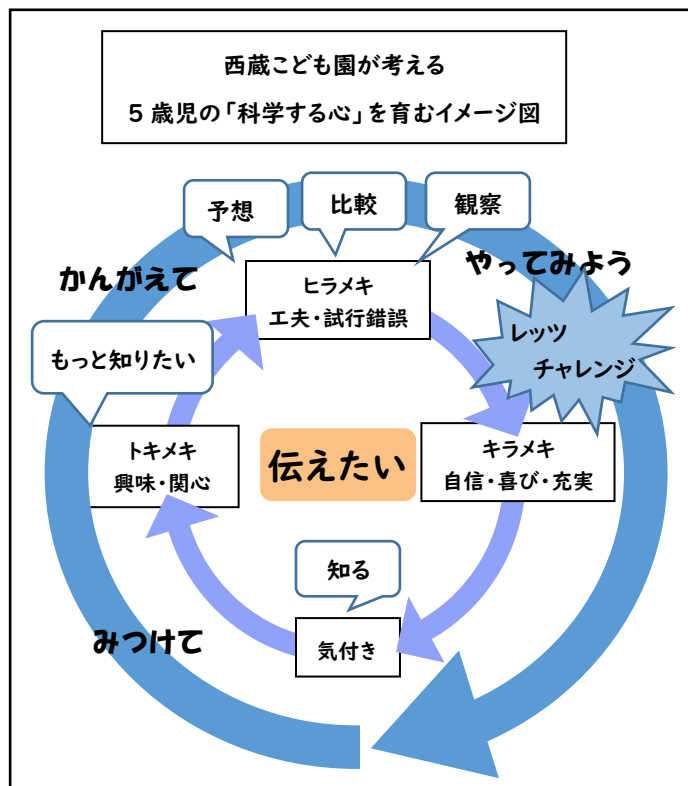 西蔵こども園が考える
5歳児の「科学する心」を育むイメージ図
予想
比較
観察
かんがえて
やってみよう
ヒラメキ
工夫・試行錯誤
レッツ
チャレンジ
もっと知りたい
トキメキ
興味・関心
伝えたい
キラメキ
自信・喜び・充実
知る
みつけて
気付き